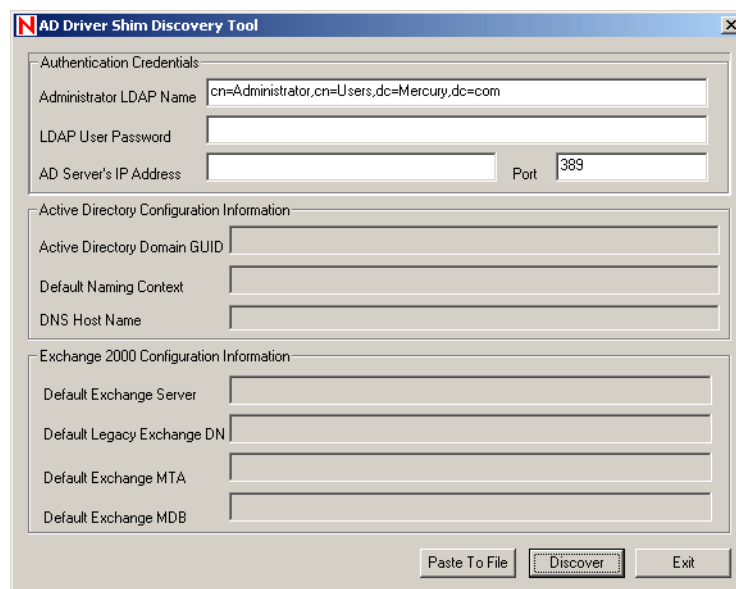 AD Driver Shim Discovery Tool
Authentication Credentials
Administrator LDAP Name cn=Administrator,cn=Users,dc=Mercury,dc=com
LDAP User Password
AD Server's IP Address Port 389
Active Directory Configuration Information
Active Directory Domain GUID
Default Naming Context
DNS Host Name
Exchange 2000 Configuration Information
Default Exchange Server
Default Legacy Exchange DN
Default Exchange MTA
Default Exchange MDB
Paste To File Discover Exit